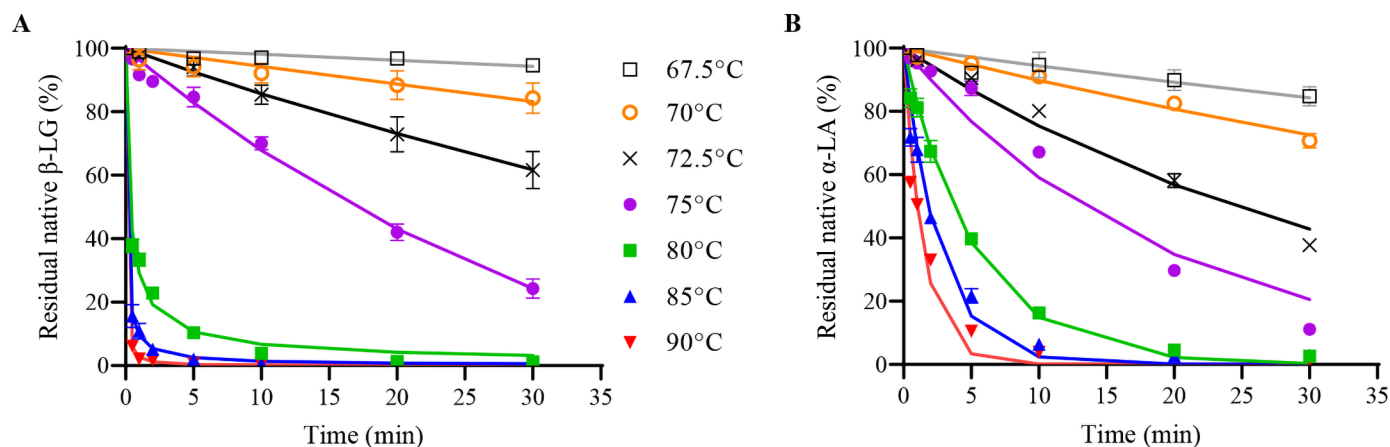 A
Residual native β-LG (%)
100
80
60
40
20
0
0 5 10 15 20 25 30 35
Time (min)
67.5°C
70°C
72.5°C
75°C
80°C
85°C
90°C
B
Residual native α-LA (%)
100
80
60
40
20
0
0 5 10 15 20 25 30 35
Time (min)